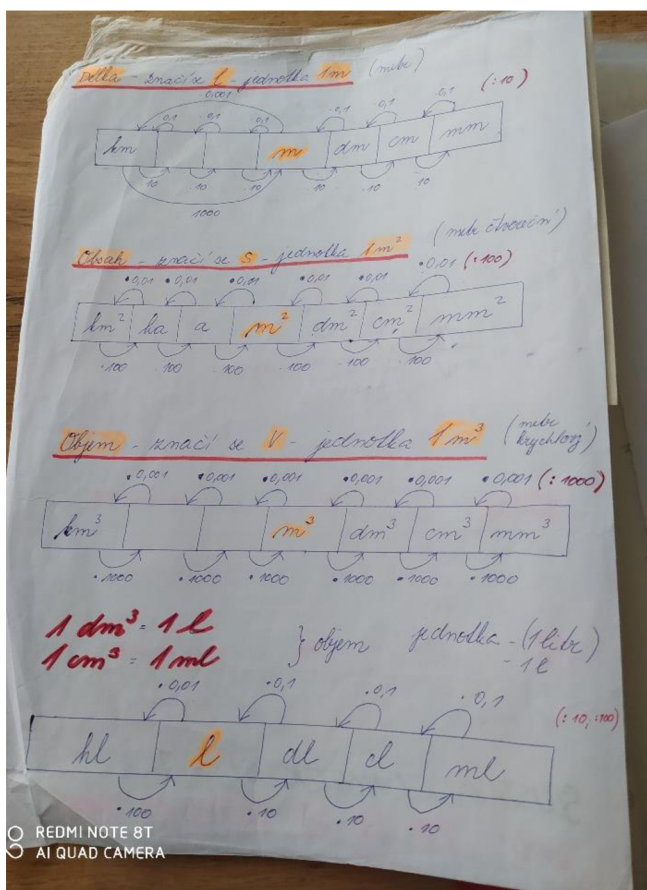 Délka - značí se l - jednotka 1m (metr)
·0,001
·0,1 ·0,1 ·0,1 ·0,1 ·0,1 ·0,1 (:10)
km m dm cm mm
·10 ·10 ·10 ·10 ·10 ·10
1000
Obsah - značí se S - jednotka 1m² (metr čtvereční)
·0,01 ·0,01 ·0,01 ·0,01 ·0,01 ·0,01 (:100)
km² ha a m² dm² cm² mm²
·100 ·100 ·100 ·100 ·100 ·100
Objem - značí se V - jednotka 1m³ (metr krychlový)
·0,001 ·0,001 ·0,001 ·0,001 ·0,001 ·0,001 (:1000)
km³ m³ dm³ cm³ mm³
·1000 ·1000 ·1000 ·1000 ·1000 ·1000
1 dm³ = 1 l
1 cm³ = 1 ml
} objem jednotka - (1 litr)
- 1 l
·0,01 ·0,1 ·0,1 ·0,1 (:10, :100)
hl l dl cl ml
·100 ·10 ·10 ·10
REDMI NOTE 8T
AI QUAD CAMERA